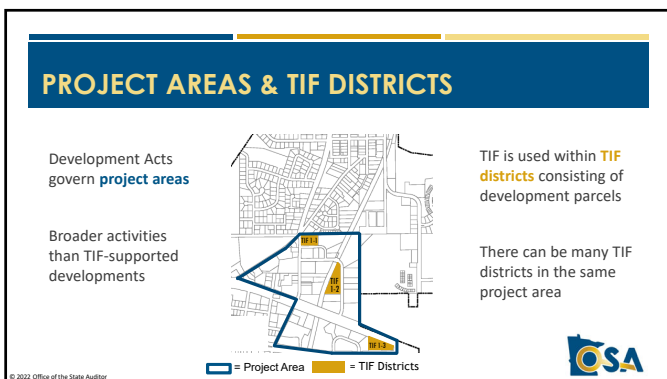 PROJECT AREAS & TIF DISTRICTS
Development Acts
govern project areas
Broader activities
than TIF-supported
developments
TIF 1-1
TIF
1-2
TIF 1-3
= Project Area
= TIF Districts
TIF is used within TIF
districts consisting of
development parcels
There can be many TIF
districts in the same
project area
© 2022 Office of the State Auditor
OSA